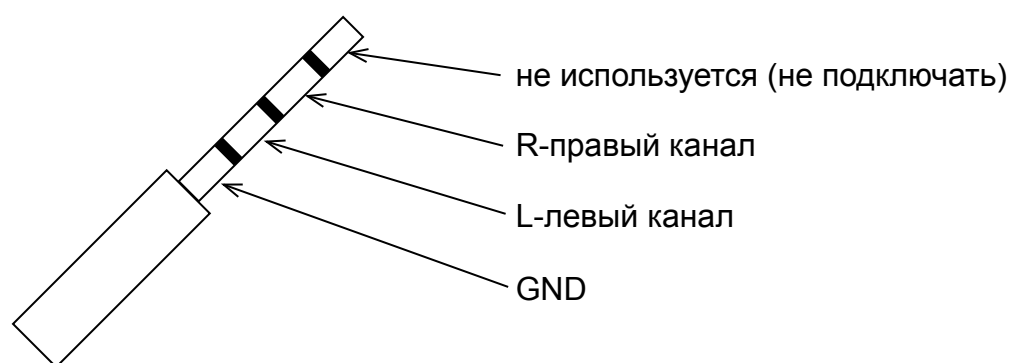 не используется (не подключать)
R-правый канал
L-левый канал
GND